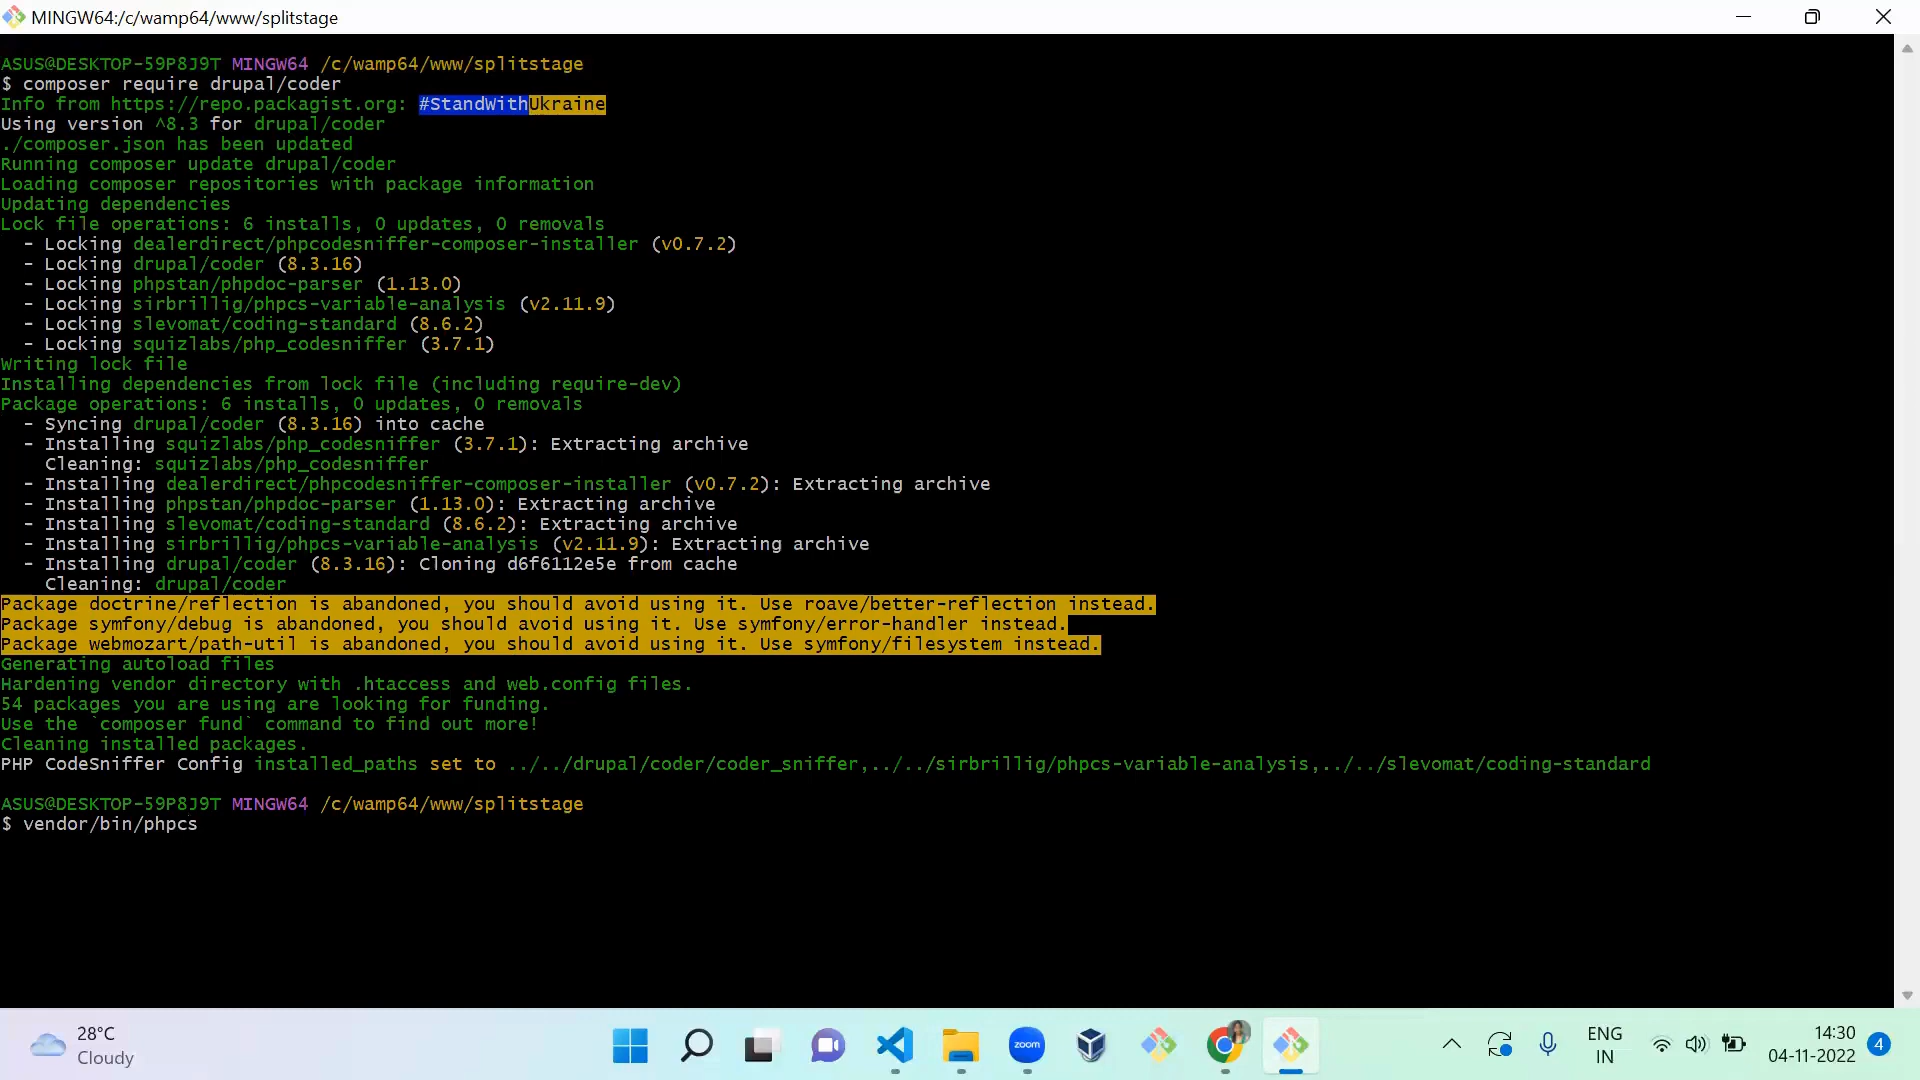 MINGW64:/c/wamp64/www/splitstage
ASUS@DESKTOP-59P8J9T MINGW64 /c/wamp64/www/splitstage
$ composer require drupal/coder
Info from https://repo.packagist.org: #StandWithUkraine
Using version ^8.3 for drupal/coder
./composer.json has been updated
Running composer update drupal/coder
Loading composer repositories with package information
Updating dependencies
Lock file operations: 6 installs, 0 updates, 0 removals
  - Locking dealerdirect/phpcodesniffer-composer-installer (v0.7.2)
  - Locking drupal/coder (8.3.16)
  - Locking phpstan/phpdoc-parser (1.13.0)
  - Locking sirbrillig/phpcs-variable-analysis (v2.11.9)
  - Locking slevomat/coding-standard (8.6.2)
  - Locking squizlabs/php_codesniffer (3.7.1)
Writing lock file
Installing dependencies from lock file (including require-dev)
Package operations: 6 installs, 0 updates, 0 removals
  - Syncing drupal/coder (8.3.16) into cache
  - Installing squizlabs/php_codesniffer (3.7.1): Extracting archive
    Cleaning: squizlabs/php_codesniffer
  - Installing dealerdirect/phpcodesniffer-composer-installer (v0.7.2): Extracting archive
  - Installing phpstan/phpdoc-parser (1.13.0): Extracting archive
  - Installing slevomat/coding-standard (8.6.2): Extracting archive
  - Installing sirbrillig/phpcs-variable-analysis (v2.11.9): Extracting archive
  - Installing drupal/coder (8.3.16): Cloning d6f6112e5e from cache
    Cleaning: drupal/coder
Package doctrine/reflection is abandoned, you should avoid using it. Use roave/better-reflection instead.
Package symfony/debug is abandoned, you should avoid using it. Use symfony/error-handler instead.
Package webmozart/path-util is abandoned, you should avoid using it. Use symfony/filesystem instead.
Generating autoload files
Hardening vendor directory with .htaccess and web.config files.
54 packages you are using are looking for funding.
Use the `composer fund` command to find out more!
Cleaning installed packages.
PHP CodeSniffer Config installed_paths set to ../../drupal/coder/coder_sniffer,../../sirbrillig/phpcs-variable-analysis,../../slevomat/coding-standard
ASUS@DESKTOP-59P8J9T MINGW64 /c/wamp64/www/splitstage
$ vendor/bin/phpcs
28°C
Cloudy
zoom
ENG
IN
14:30
04-11-2022
4